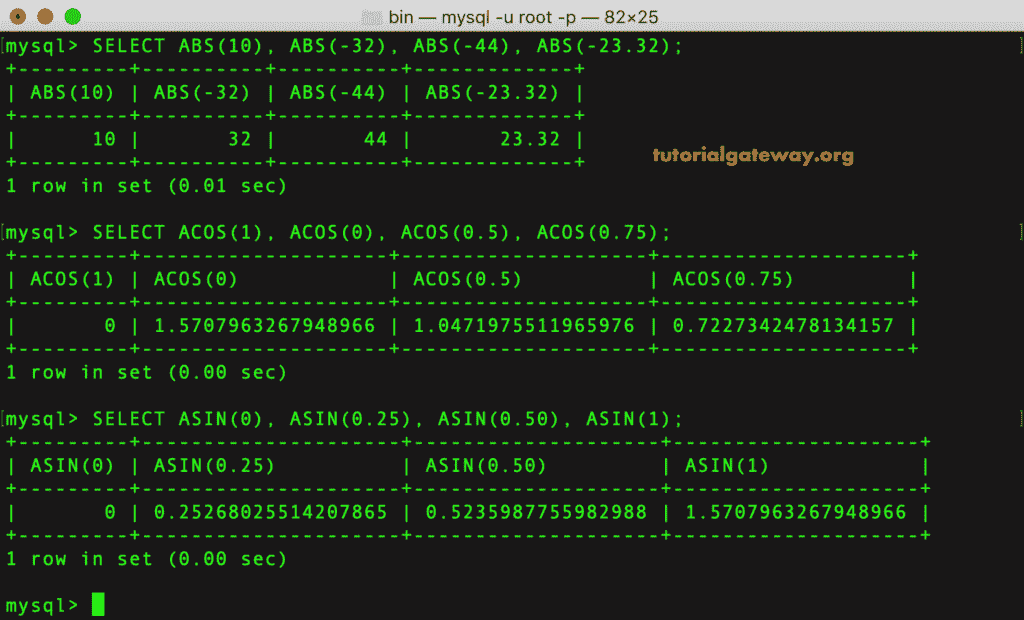 bin — mysql -u root -p — 82×25
[mysql> SELECT ABS(10), ABS(-32), ABS(-44), ABS(-23.32); ]
+---------+----------+----------+-------------+
| ABS(10) | ABS(-32) | ABS(-44) | ABS(-23.32) |
+---------+----------+----------+-------------+
|      10 |       32 |       44 |       23.32 |
+---------+----------+----------+-------------+
tutorialgateway.org
1 row in set (0.01 sec)
[mysql> SELECT ACOS(1), ACOS(0), ACOS(0.5), ACOS(0.75); ]
+---------+--------------------+--------------------+--------------------+
| ACOS(1) | ACOS(0)            | ACOS(0.5)          | ACOS(0.75)         |
+---------+--------------------+--------------------+--------------------+
|       0 | 1.5707963267948966 | 1.0471975511965976 | 0.7227342478134157 |
+---------+--------------------+--------------------+--------------------+
1 row in set (0.00 sec)
[mysql> SELECT ASIN(0), ASIN(0.25), ASIN(0.50), ASIN(1); ]
+---------+---------------------+--------------------+--------------------+
| ASIN(0) | ASIN(0.25)          | ASIN(0.50)         | ASIN(1)            |
+---------+---------------------+--------------------+--------------------+
|       0 | 0.25268025514207865 | 0.5235987755982988 | 1.5707963267948966 |
+---------+---------------------+--------------------+--------------------+
1 row in set (0.00 sec)
mysql>